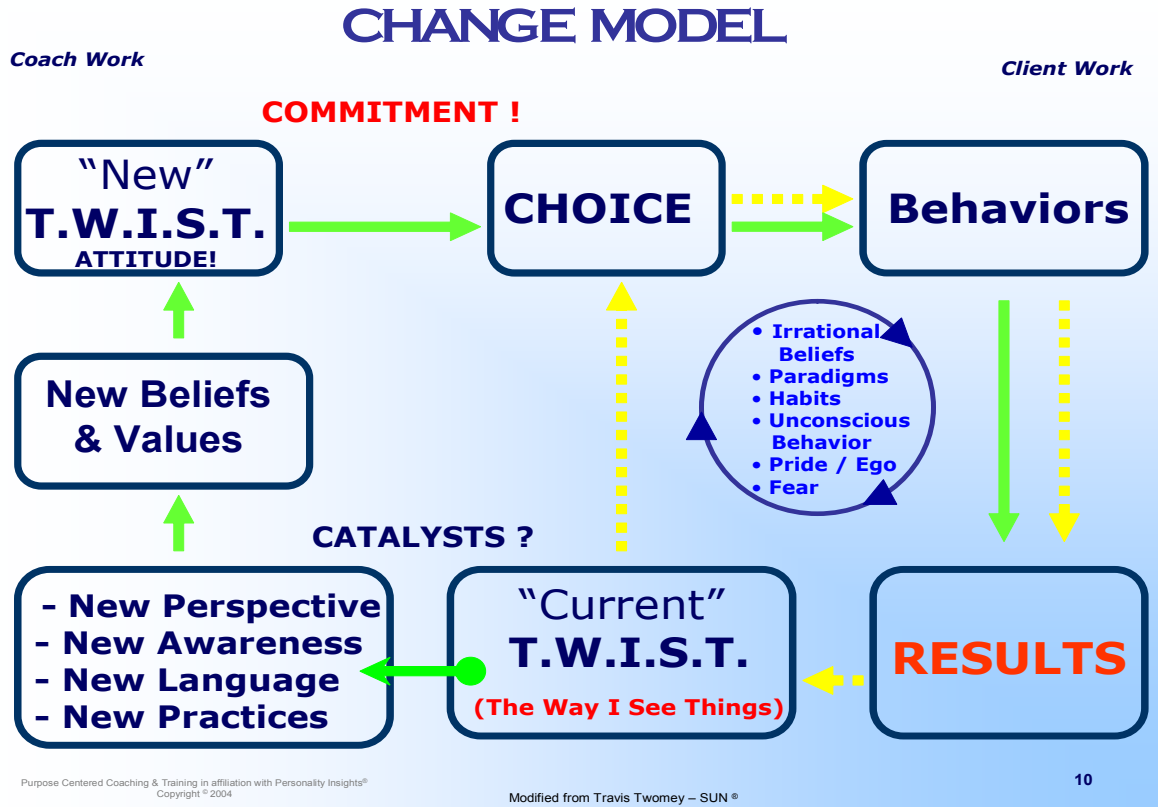 CHANGE MODEL
Coach Work
Client Work
COMMITMENT !
“New”
T.W.I.S.T.
ATTITUDE!
CHOICE
Behaviors
New Beliefs
& Values
• Irrational
Beliefs
• Paradigms
• Habits
• Unconscious
Behavior
• Pride / Ego
• Fear
CATALYSTS ?
- New Perspective
- New Awareness
- New Language
- New Practices
“Current”
T.W.I.S.T.
(The Way I See Things)
RESULTS
Purpose Centered Coaching & Training in affiliation with Personality Insights®
Copyright © 2004
Modified from Travis Twomey – SUN ®
10